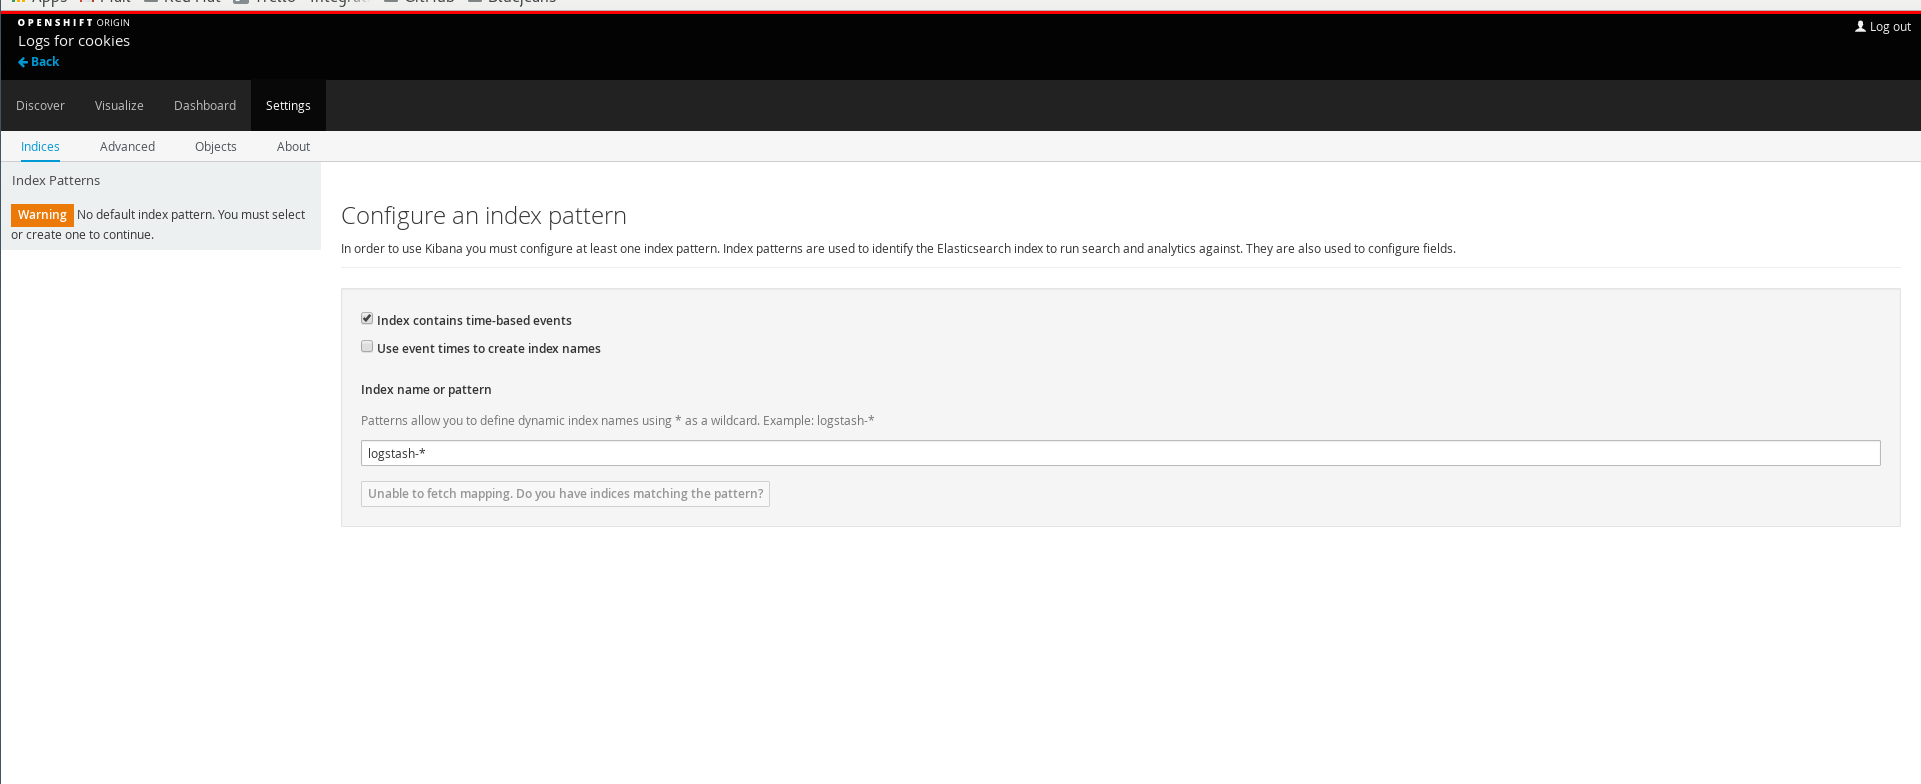 OPENSHIFT ORIGIN
Logs for cookies
Back
Log out
Discover Visualize Dashboard Settings
Indices Advanced Objects About
Index Patterns
Warning No default index pattern. You must select
or create one to continue.
Configure an index pattern
In order to use Kibana you must configure at least one index pattern. Index patterns are used to identify the Elasticsearch index to run search and analytics against. They are also used to configure fields.
Index contains time-based events
Use event times to create index names
Index name or pattern
Patterns allow you to define dynamic index names using * as a wildcard. Example: logstash-*
logstash-*
Unable to fetch mapping. Do you have indices matching the pattern?